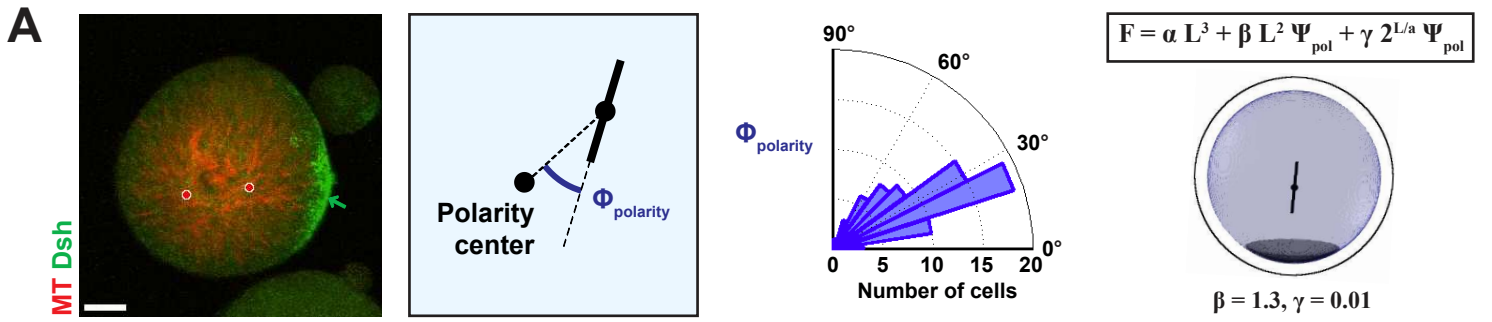 A
MT Dsh
Polarity
center
Φpolarity
Φpolarity
90°
60°
30°
0°
0 5 10 15 20
Number of cells
F = α L³ + β L² Ψpol + γ 2^L/a Ψpol
β = 1.3, γ = 0.01